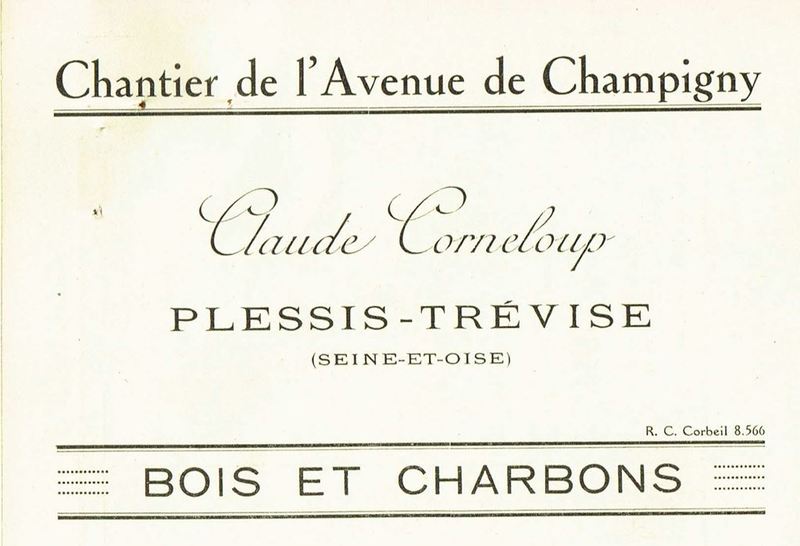 Chantier de l'Avenue de Champigny
Claude Corneloup
PLESSIS-TRÉVISE
(SEINE-ET-OISE)
R. C. Corbeil 8.566
BOIS ET CHARBONS